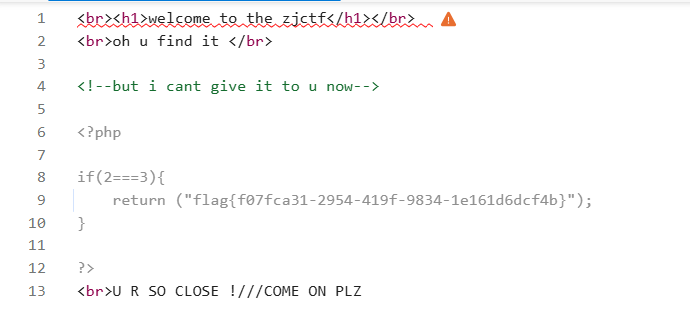 1 <br><h1>welcome to the zjctf</h1></br>
2 <br>oh u find it </br>
3
4 <!--but i cant give it to u now-->
5
6 <?php
7
8 if(2===3){
9     return ("flag{f07fca31-2954-419f-9834-1e161d6dcf4b}");
10 }
11
12 ?>
13 <br>U R SO CLOSE !///COME ON PLZ